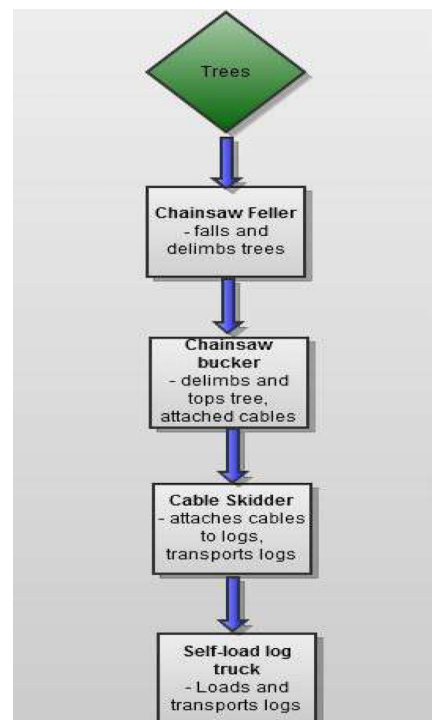 Trees
Chainsaw Feller
- falls and
delimbs trees
Chainsaw
bucker
- delimbs and
tops tree,
attached cables
Cable Skidder
- attaches cables
to logs,
transports logs
Self-load log
truck
- Loads and
transports logs